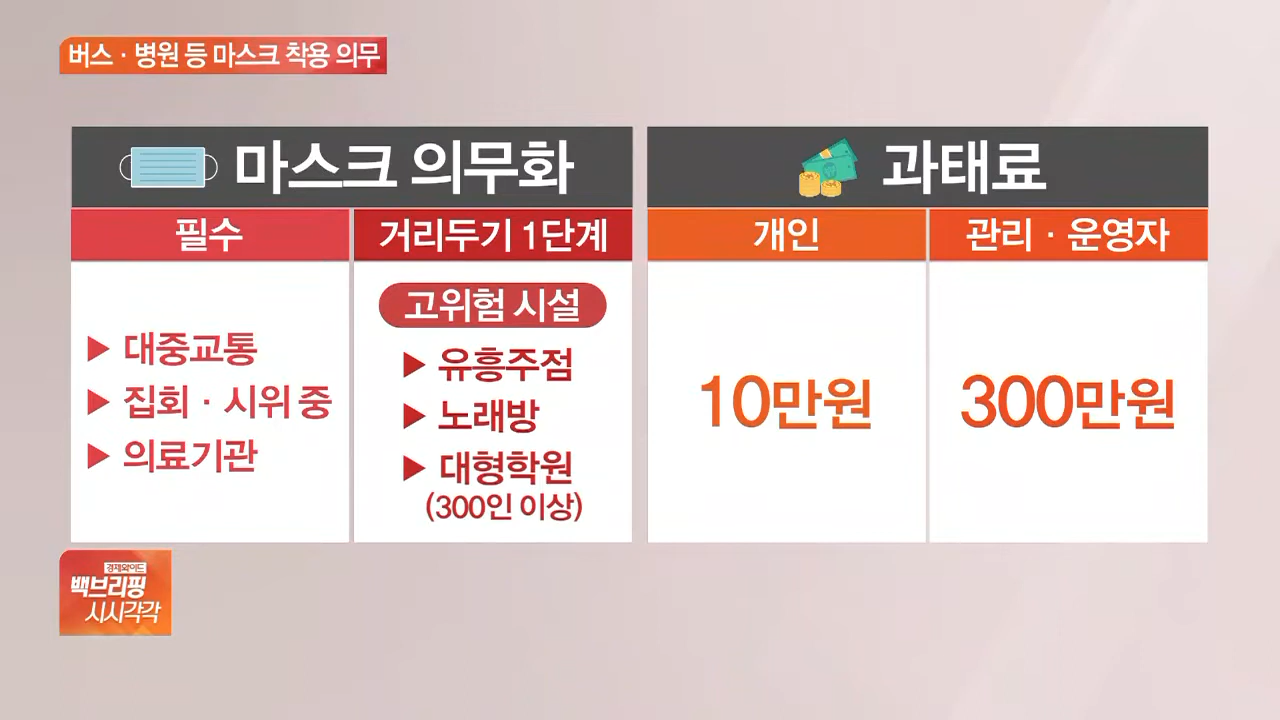 버스 · 병원 등 마스크 착용 의무
마스크 의무화
필수
거리두기 1단계
▶ 대중교통
▶ 집회 · 시위 중
▶ 의료기관
고위험 시설
▶ 유흥주점
▶ 노래방
▶ 대형학원
(300인 이상)
과태료
개인
관리 · 운영자
10만원
300만원
경제와이드
백브리핑
시시각각